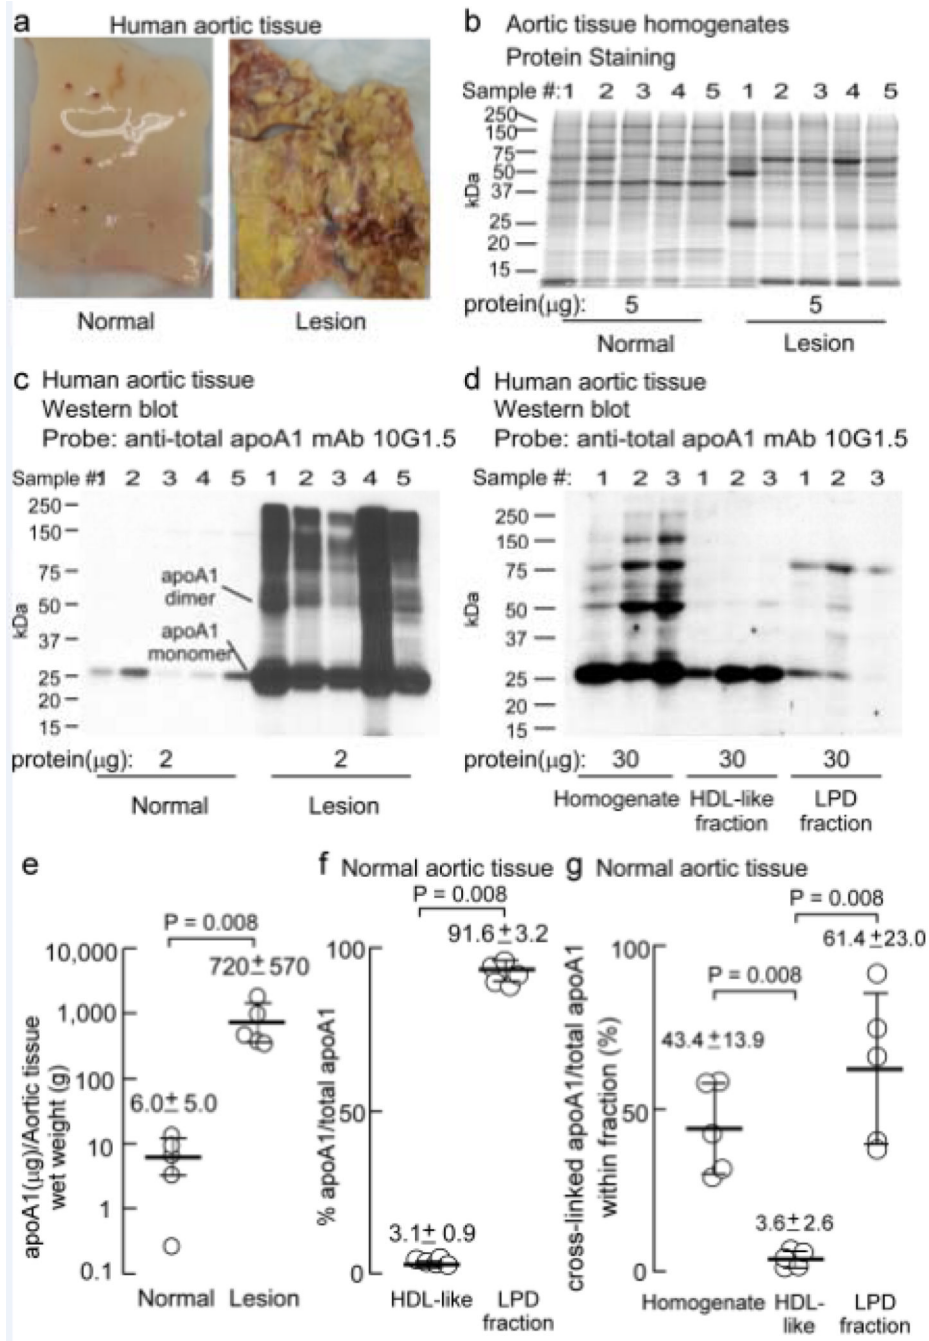 a
Human aortic tissue
Normal
Lesion
b Aortic tissue homogenates
Protein Staining
Sample #:1 2 3 4 5 1 2 3 4 5
250
150
75
50
37
25
20
15
kDa
protein(μg): 5 5
Normal Lesion
c Human aortic tissue
Western blot
Probe: anti-total apoA1 mAb 10G1.5
Sample #1 2 3 4 5 1 2 3 4 5
250
150
75
50
37
25
20
15
kDa
apoA1
dimer
apoA1
monomer
protein(μg): 2 2
Normal Lesion
d Human aortic tissue
Western blot
Probe: anti-total apoA1 mAb 10G1.5
Sample #: 1 2 3 1 2 3 1 2 3
250
150
75
50
37
25
20
15
kDa
protein(μg): 30 30 30
Homogenate HDL-like LPD
fraction fraction
e
P = 0.008
720±570
6.0±5.0
10,000
1,000
100
10
1
0.1
apoA1(μg)/Aortic tissue
wet weight (g)
Normal Lesion
f Normal aortic tissue
P = 0.008
91.6±3.2
3.1±0.9
100
50
0
% apoA1/total apoA1
HDL-like LPD
fraction
g Normal aortic tissue
P = 0.008
61.4±23.0
P = 0.008
43.4±13.9
3.6±2.6
100
50
0
cross-linked apoA1/total apoA1
within fraction (%)
Homogenate HDL- LPD
like fraction